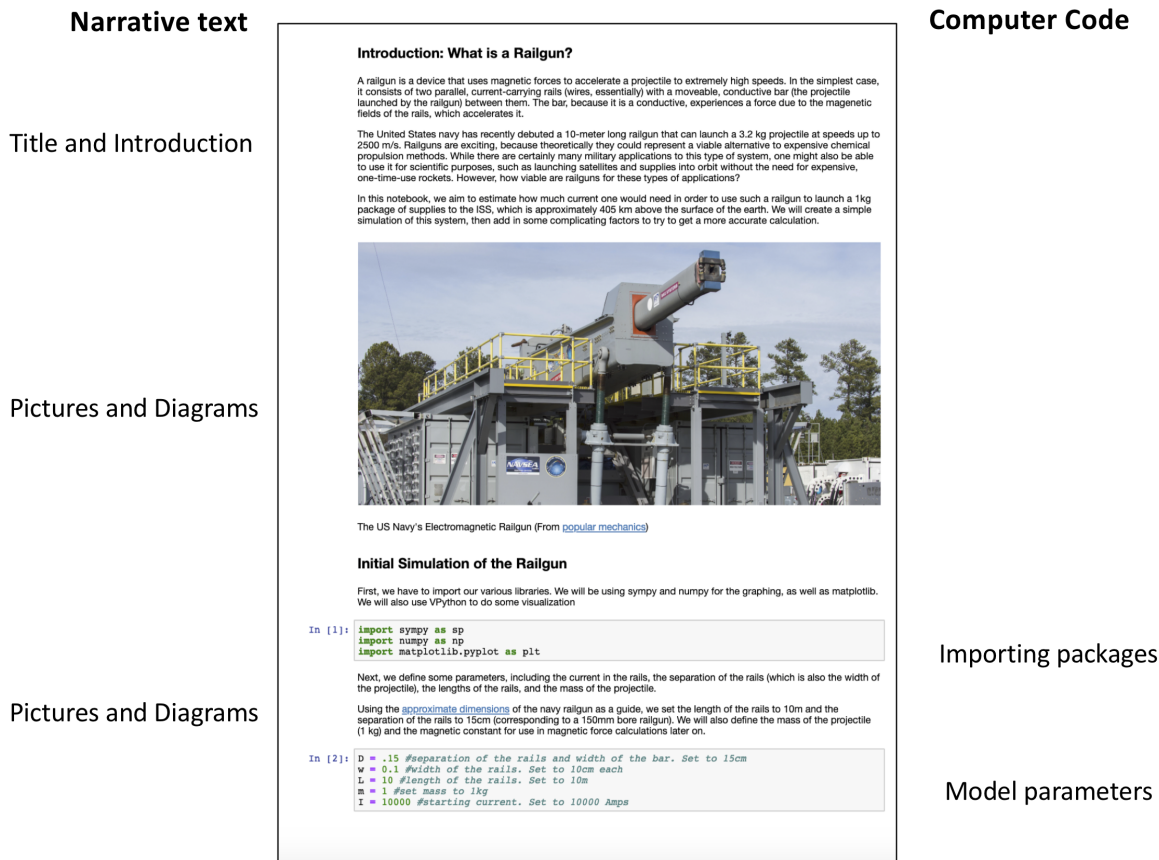 Narrative text
Computer Code
Introduction: What is a Railgun?
A railgun is a device that uses magnetic forces to accelerate a projectile to extremely high speeds. In the simplest case,
it consists of two parallel, current-carrying rails (wires, essentially) with a moveable, conductive bar (the projectile
launched by the railgun) between them. The bar, because it is a conductive, experiences a force due to the magenetic
fields of the rails, which accelerates it.
Title and Introduction
The United States navy has recently debuted a 10-meter long railgun that can launch a 3.2 kg projectile at speeds up to
2500 m/s. Railguns are exciting, because theoretically they could represent a viable alternative to expensive chemical
propulsion methods. While there are certainly many military applications to this type of system, one might also be able
to use it for scientific purposes, such as launching satellites and supplies into orbit without the need for expensive,
one-time-use rockets. However, how viable are railguns for these types of applications?
In this notebook, we aim to estimate how much current one would need in order to use such a railgun to launch a 1kg
package of supplies to the ISS, which is approximately 405 km above the surface of the earth. We will create a simple
simulation of this system, then add in some complicating factors to try to get a more accurate calculation.
Pictures and Diagrams
NAVSEA
The US Navy's Electromagnetic Railgun (From popular mechanics)
Initial Simulation of the Railgun
First, we have to import our various libraries. We will be using sympy and numpy for the graphing, as well as matplotlib.
We will also use VPython to do some visualization
In [1]: import sympy as sp
import numpy as np
import matplotlib.pyplot as plt
Importing packages
Next, we define some parameters, including the current in the rails, the separation of the rails (which is also the width of
the projectile), the lengths of the rails, and the mass of the projectile.
Pictures and Diagrams
Using the approximate dimensions of the navy railgun as a guide, we set the length of the rails to 10m and the
separation of the rails to 15cm (corresponding to a 150mm bore railgun). We will also define the mass of the projectile
(1 kg) and the magnetic constant for use in magnetic force calculations later on.
In [2]: D = .15 #separation of the rails and width of the bar. Set to 15cm
w = 0.1 #width of the rails. Set to 10cm each
L = 10 #length of the rails. Set to 10m
m = 1 #set mass to 1kg
I = 10000 #starting current. Set to 10000 Amps
Model parameters